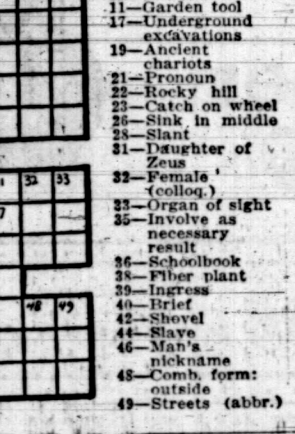 11—Garden tool
17—Underground
excavations
19—Ancient
chariots
21—Pronoun
22—Rocky hill
23—Catch on wheel
26—Sink in middle
28—Slant
31—Daughter of
Zeus
32—Female
(colloq.)
33—Organ of sight
35—Involve as
necessary
result
36—Schoolbook
38—Fiber plant
39—Ingress
40—Brief
42—Shovel
44—Slave
46—Man's
nickname
48—Comb. form:
outside
49—Streets (abbr.)
32 33
48 49